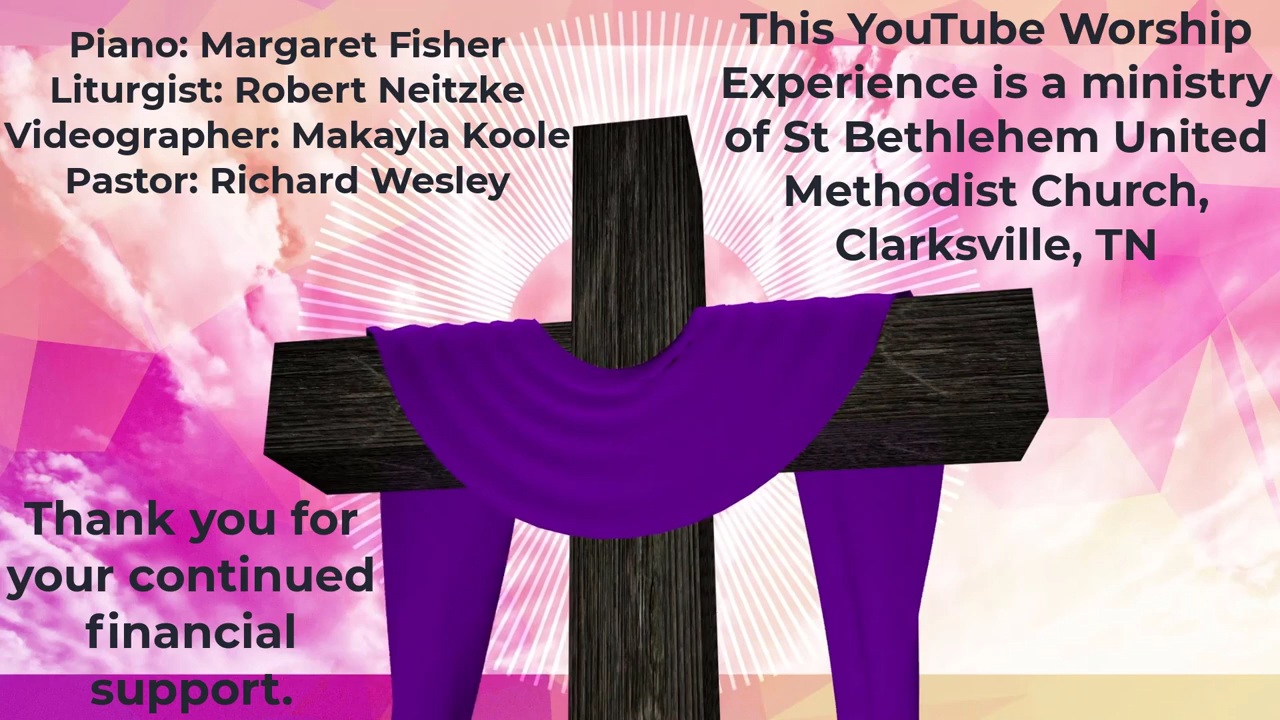 Piano: Margaret Fisher
Liturgist: Robert Neitzke
Videographer: Makayla Koole
Pastor: Richard Wesley
This YouTube Worship
Experience is a ministry
of St Bethlehem United
Methodist Church,
Clarksville, TN
Thank you for
your continued
financial
support.